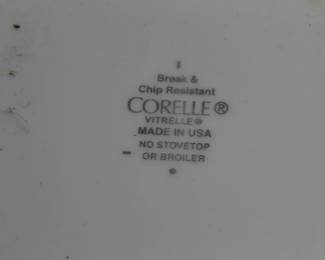 Break &
Chip Resistant
CORELLE®
VITRELLE®
MADE IN USA
NO STOVETOP
OR BROILER